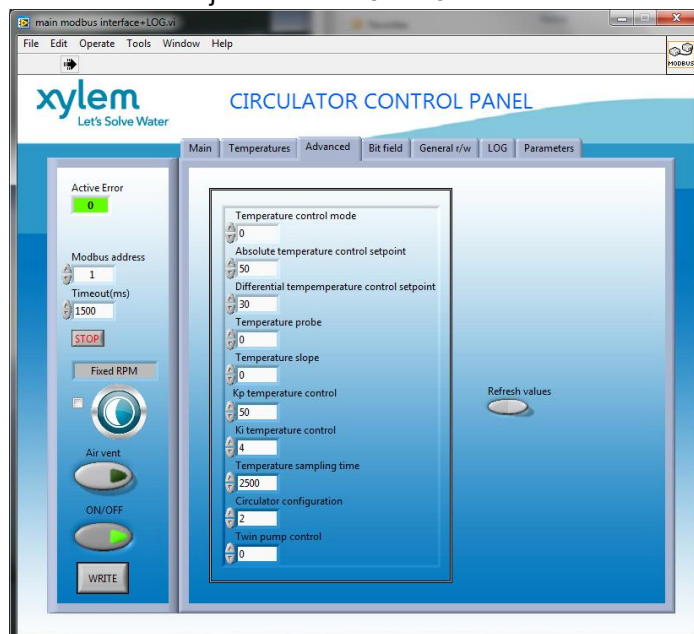 main modbus interface+LOG.vi
File Edit Operate Tools Window Help
MODBUS
xylem
Let's Solve Water
CIRCULATOR CONTROL PANEL
Main Temperatures Advanced Bit field General r/w LOG Parameters
Active Error
0
Modbus address
1
Timeout(ms)
1500
STOP
Fixed RPM
Air vent
ON/OFF
WRITE
Temperature control mode
0
Absolute temperature control setpoint
50
Differential tempemperature control setpoint
30
Temperature probe
0
Temperature slope
0
Kp temperature control
50
Ki temperature control
4
Temperature sampling time
2500
Circulator configuration
2
Twin pump control
0
Refresh values